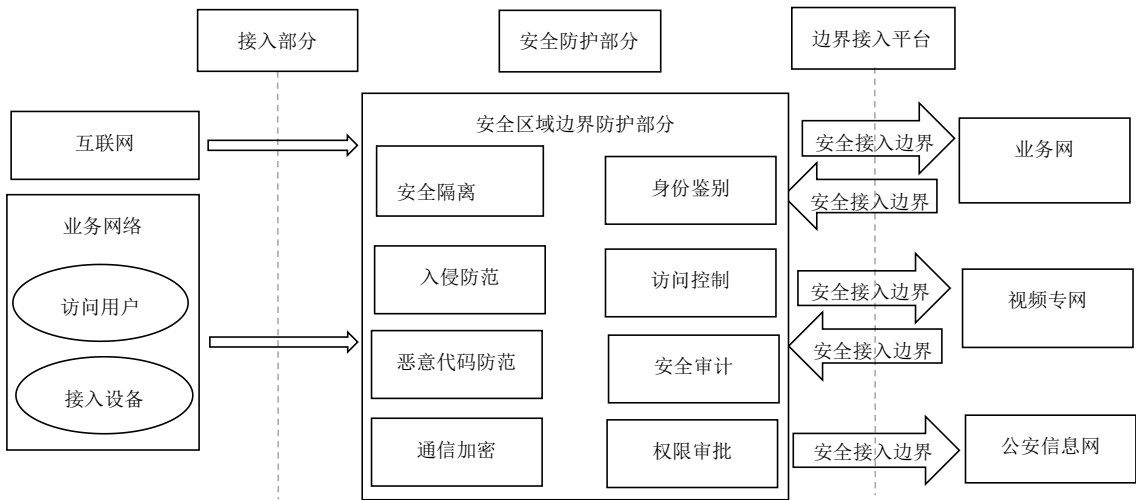 接入部分
安全防护部分
边界接入平台
互联网
业务网络
访问用户
接入设备
安全区域边界防护部分
安全隔离
身份鉴别
入侵防范
访问控制
恶意代码防范
安全审计
通信加密
权限审批
安全接入边界
安全接入边界
业务网
安全接入边界
安全接入边界
视频专网
安全接入边界
公安信息网